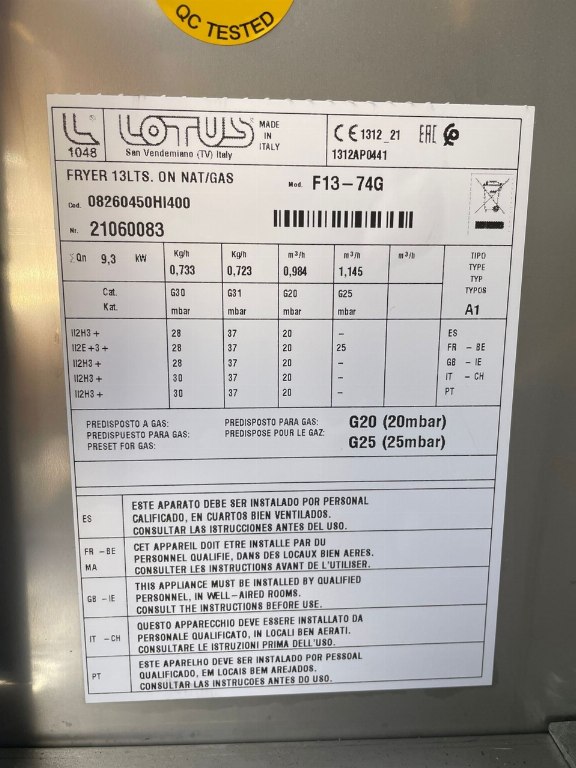 QC TESTED
1048
LOTUS
San Vendemiano (TV) Italy
MADE
IN
ITALY
CE 1312_21
1312AP0441
EAC
FRYER 13LTS. ON NAT/GAS
Mod. F13-74G
Cod. 08260450HI400
Nr. 21060083
ΣQn 9,3 kW
Kg/h Kg/h m³/h m³/h m³/h
0,733 0,723 0,984 1,145
TIPO
TYPE
TYP
TYPOS
A1
Cat. G30 G31 G20 G25
Kat. mbar mbar mbar mbar
II2H3+ 28 37 20 – ES
II2E+3+ 28 37 20 25 FR – BE
II2H3+ 28 37 20 – GB – IE
II2H3+ 30 37 20 – IT – CH
II2H3+ 30 37 20 – PT
PREDISPOSTO A GAS: PREDISPOSTO PARA GAS: G20 (20mbar)
PREDISPUESTO PARA GAS: PREDISPOSE POUR LE GAZ: G25 (25mbar)
PRESET FOR GAS:
ES
ESTE APARATO DEBE SER INSTALADO POR PERSONAL
CALIFICADO, EN CUARTOS BIEN VENTILADOS.
CONSULTAR LAS ISTRUCCIONES ANTES DEL USO.
FR – BE
MA
CET APPAREIL DOIT ETRE INSTALLE PAR DU
PERSONNEL QUALIFIE, DANS DES LOCAUX BIEN AERES.
CONSULTER LES INSTRUCTIONS AVANT DE L'UTILISER.
GB – IE
THIS APPLIANCE MUST BE INSTALLED BY QUALIFIED
PERSONNEL, IN WELL-AIRED ROOMS.
CONSULT THE INSTRUCTIONS BEFORE USE.
IT – CH
QUESTO APPARECCHIO DEVE ESSERE INSTALLATO DA
PERSONALE QUALIFICATO, IN LOCALI BEN AERATI.
CONSULTARE LE ISTRUZIONI PRIMA DELL'USO.
PT
ESTE APARELHO DEVE SER INSTALADO POR PESSOAL
QUALIFICADO, EM LOCAIS BEM AREJADOS.
CONSULTAR LAS INSTRUCOES ANTES DO USO.